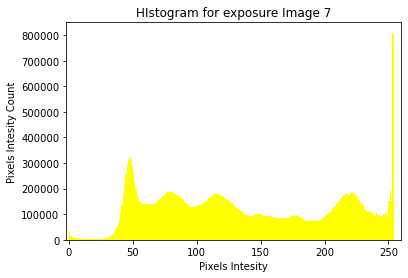 HIstogram for exposure Image 7
800000
700000
600000
500000
400000
300000
200000
100000
0
Pixels Intesity Count
0 50 100 150 200 250
Pixels Intesity